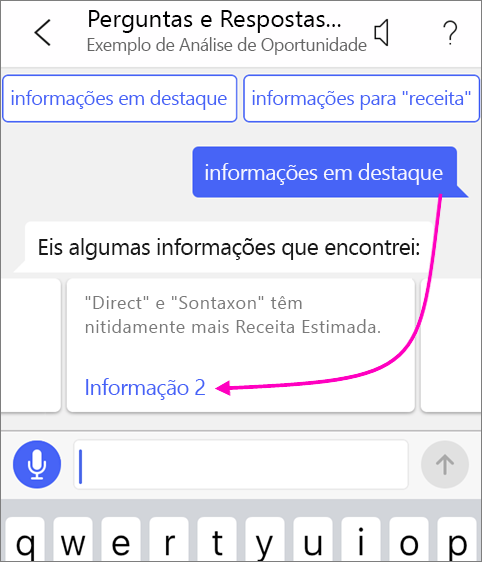 Perguntas e Respostas...
Exemplo de Análise de Oportunidade
?
informações em destaque
informações para "receita"
informações em destaque
Eis algumas informações que encontrei:
"Direct" e "Sontaxon" têm
nitidamente mais Receita Estimada.
Informação 2
q w e r t y u i o p